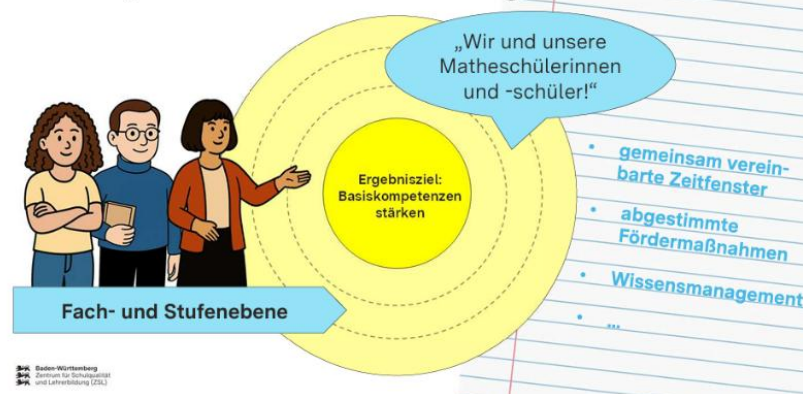 „Wir und unsere
Matheschülerinnen
und -schüler!“
Ergebnisziel:
Basiskompetenzen
stärken
• gemeinsam verein-
barte Zeitfenster
• abgestimmte
Fördermaßnahmen
• Wissensmanagement
• ...
Fach- und Stufenebene
Baden-Württemberg
Zentrum für Schulqualität
und Lehrerbildung (ZSL)